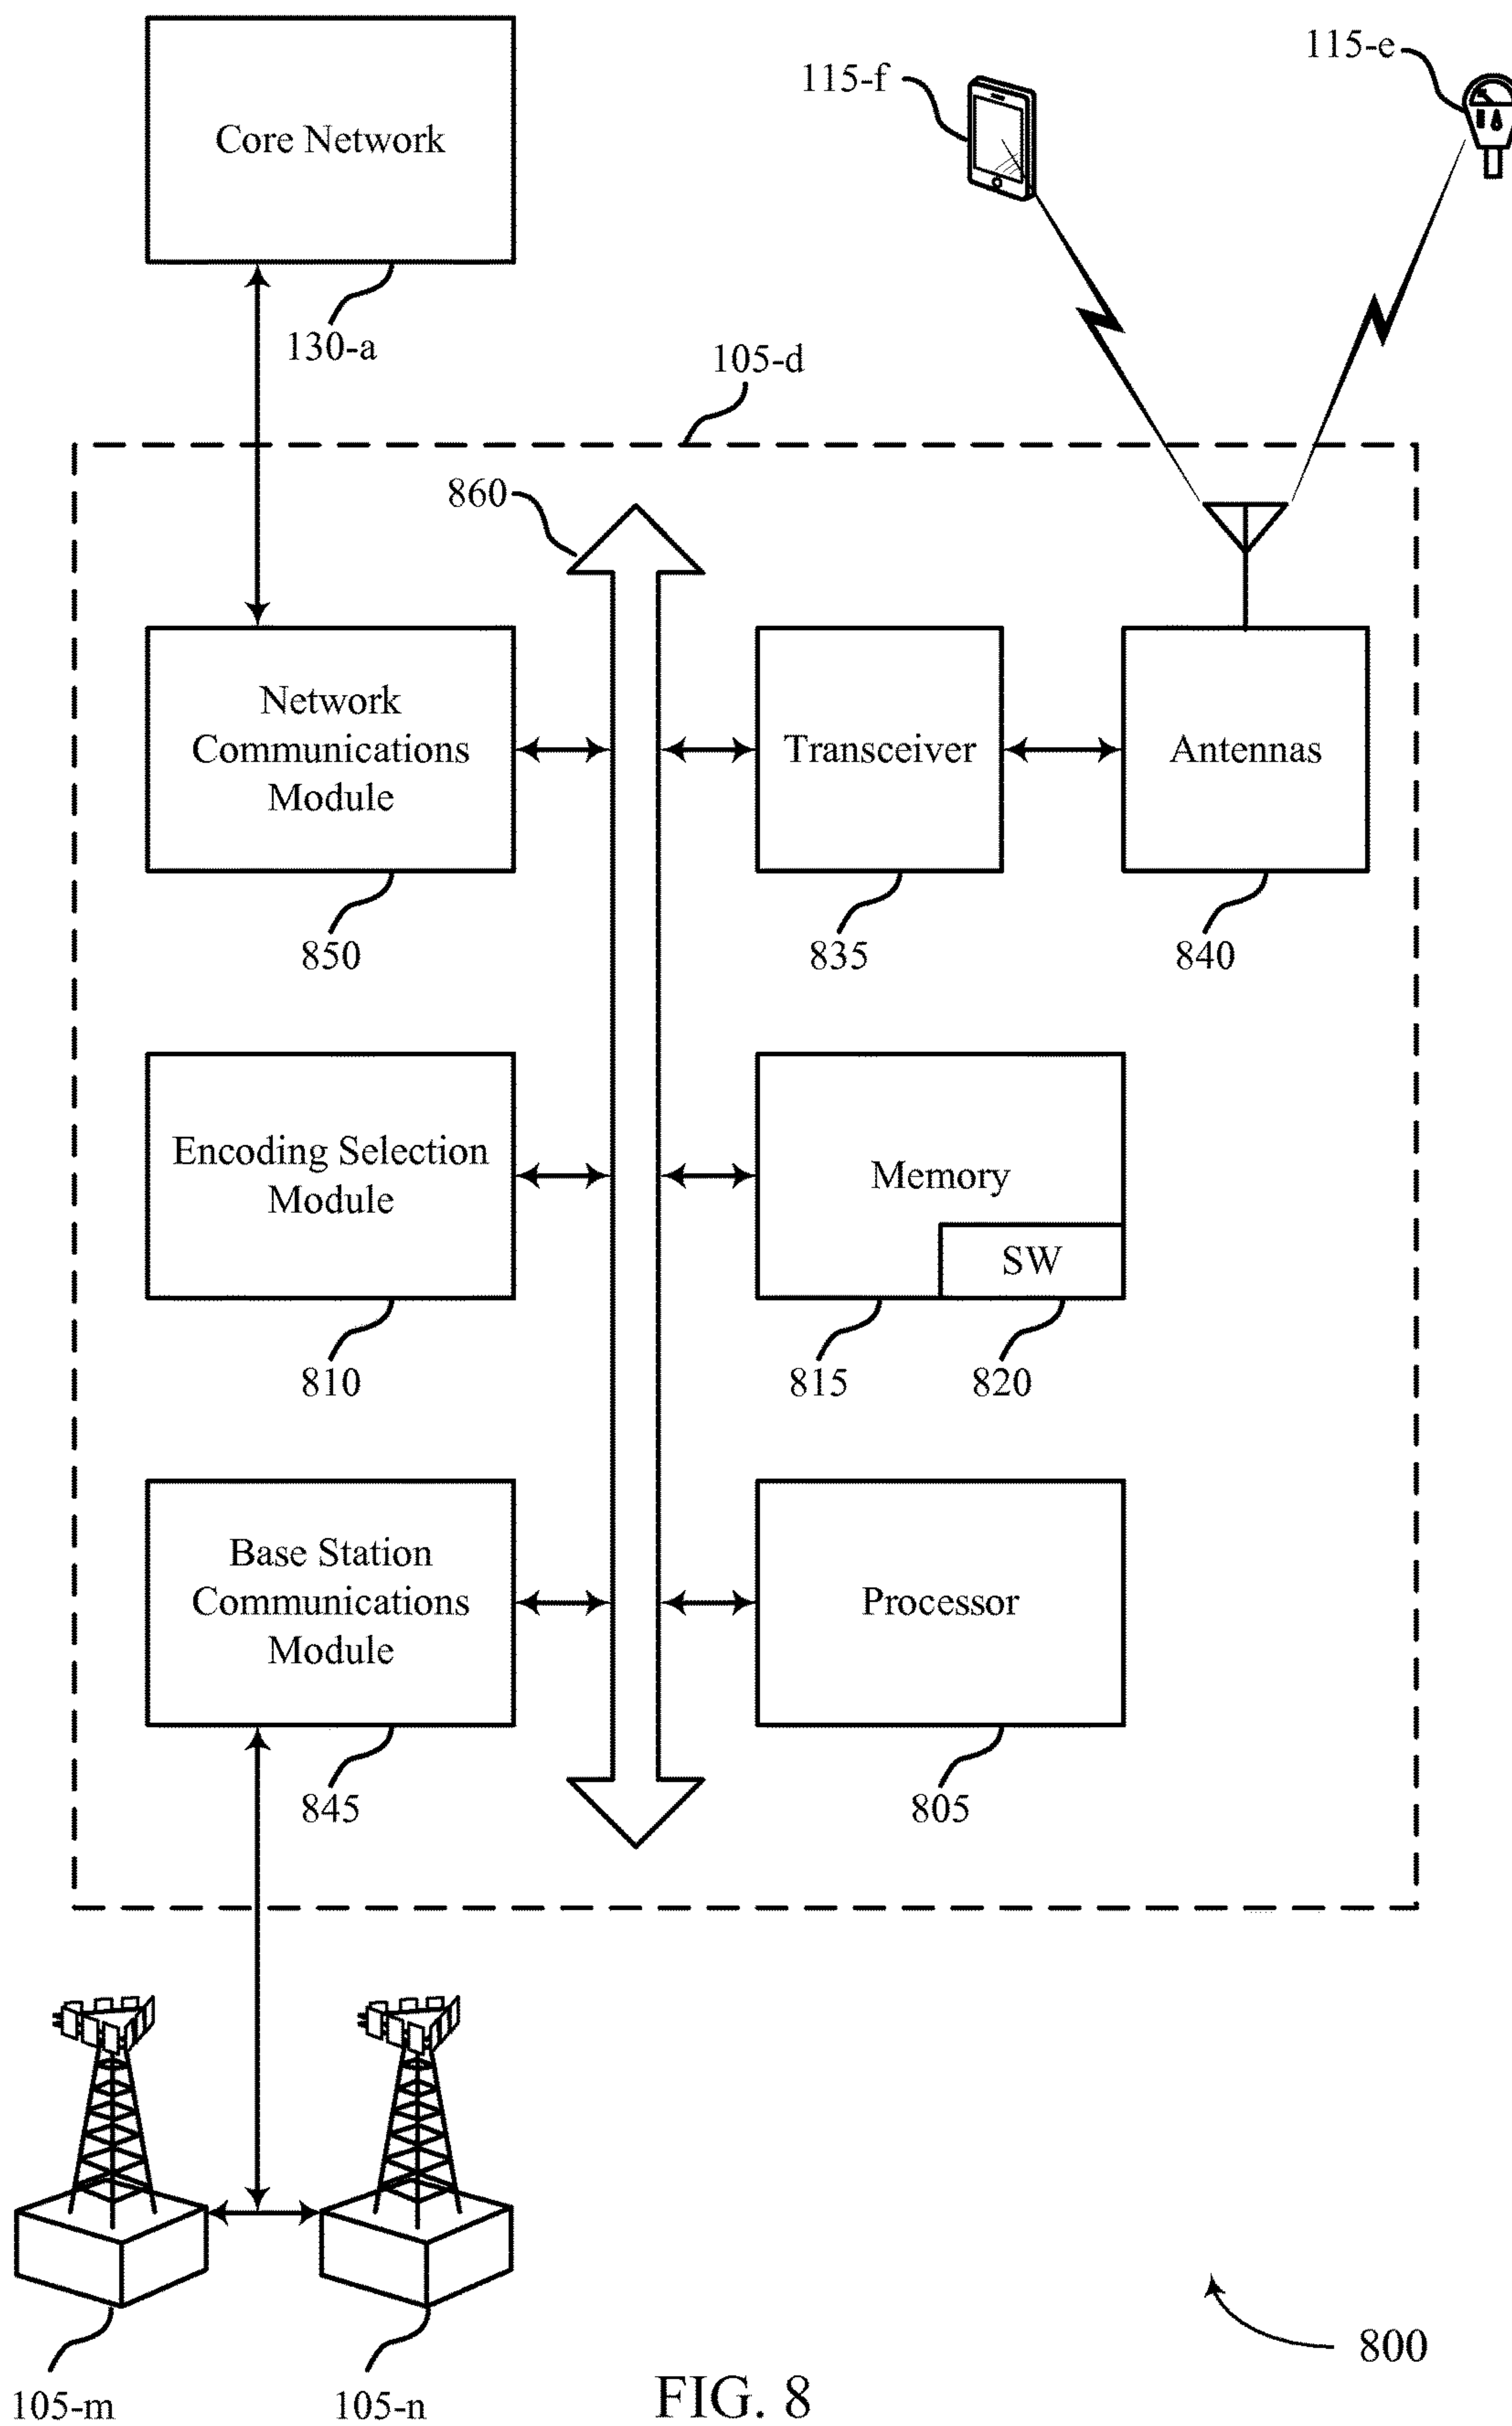 115-e
115-f
Core Network
130-a
105-d
860
Network
Communications
Module
Transceiver
Antennas
850
835
840
Encoding Selection
Module
Memory
SW
810
815
820
Base Station
Communications
Module
Processor
845
805
800
105-m
105-n
FIG. 8